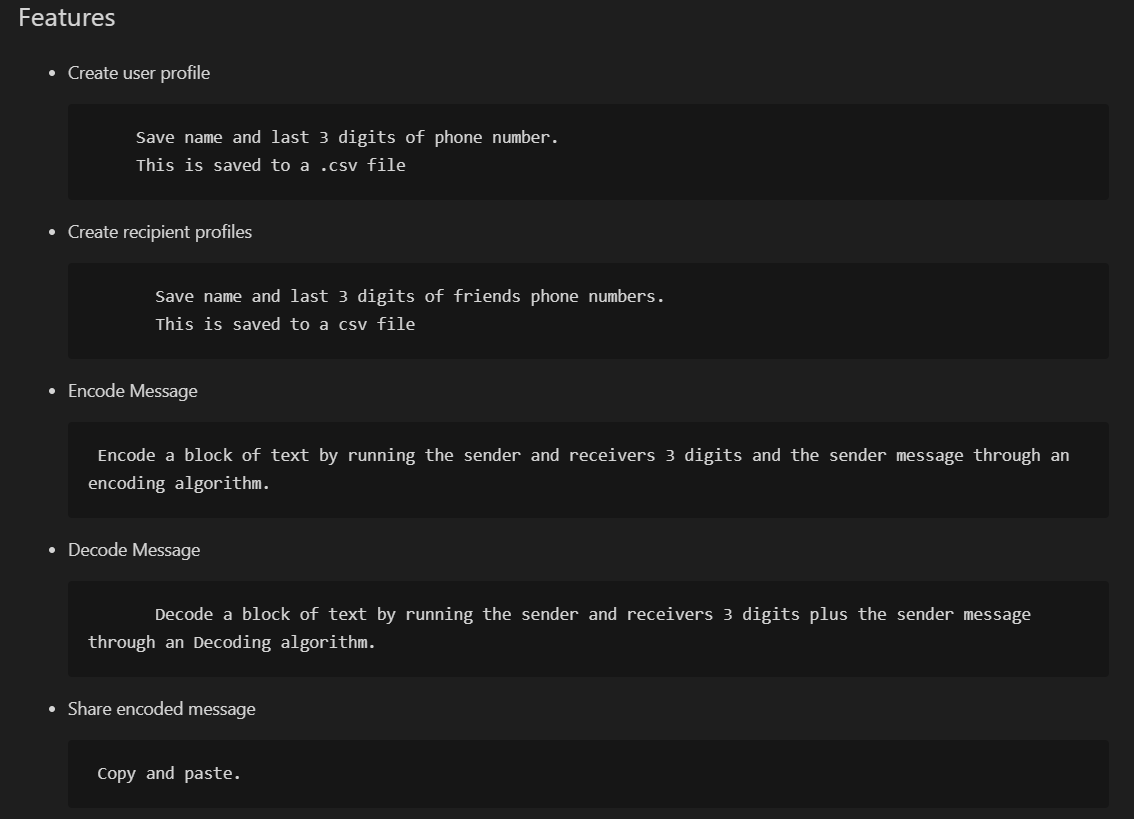 Features
Create user profile
Save name and last 3 digits of phone number.
This is saved to a .csv file
Create recipient profiles
Save name and last 3 digits of friends phone numbers.
This is saved to a csv file
Encode Message
Encode a block of text by running the sender and receivers 3 digits and the sender message through an
encoding algorithm.
Decode Message
Decode a block of text by running the sender and receivers 3 digits plus the sender message
through an Decoding algorithm.
Share encoded message
Copy and paste.